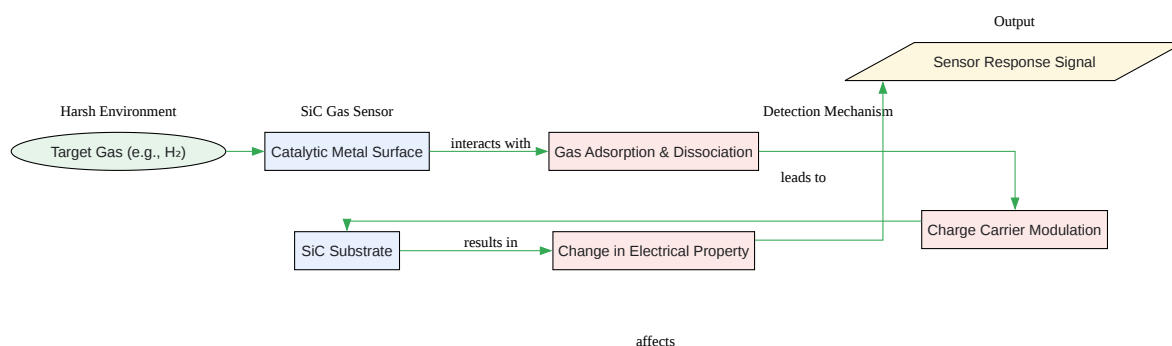 Output
Sensor Response Signal
Harsh Environment
SiC Gas Sensor
Detection Mechanism
Target Gas (e.g., H₂)
Catalytic Metal Surface
interacts with
Gas Adsorption & Dissociation
leads to
Charge Carrier Modulation
SiC Substrate
results in
Change in Electrical Property
affects